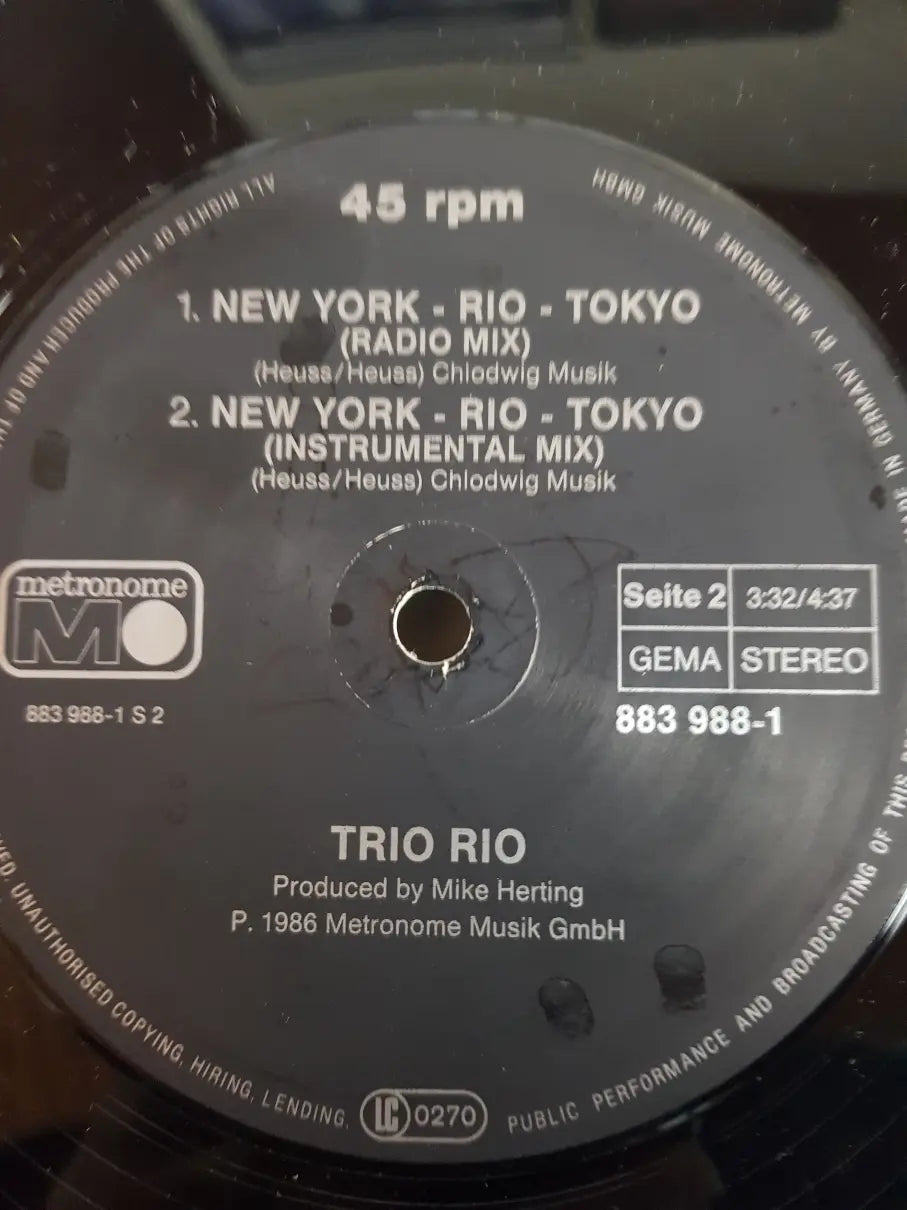 45 rpm
1. NEW YORK - RIO - TOKYO
(RADIO MIX)
(Heuss/Heuss) Chlodwig Musik
2. NEW YORK - RIO - TOKYO
(INSTRUMENTAL MIX)
(Heuss/Heuss) Chlodwig Musik
metronome
M
883 988-1 S 2
Seite 2 3:32/4:37
GEMA STEREO
883 988-1
TRIO RIO
Produced by Mike Herting
P. 1986 Metronome Musik GmbH
ALL RIGHTS OF THE PRODUCER AND OF
UNAUTHORISED COPYING, HIRING, LENDING,
LC 0270
PUBLIC PERFORMANCE AND BROADCASTING OF THIS
IN GERMANY BY METRONOME MUSIK GMBH